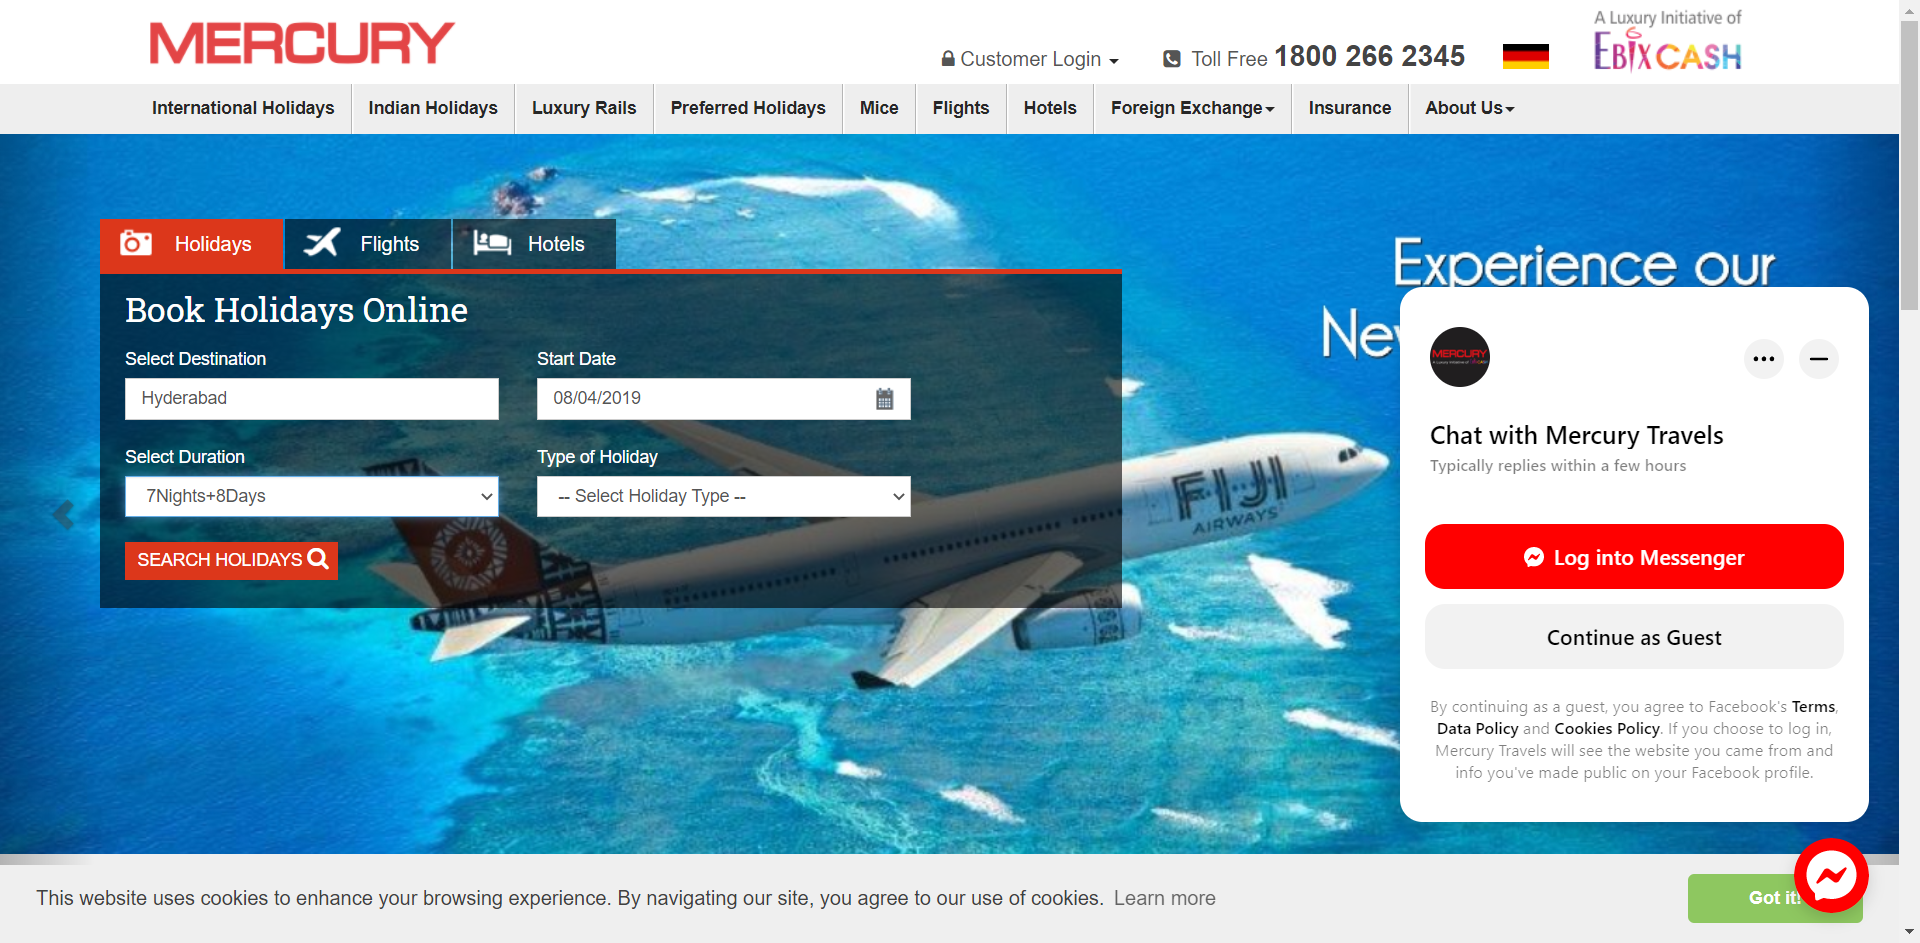 MERCURY
Customer Login
Toll Free 1800 266 2345
A Luxury Initiative of
EBIXCASH
International Holidays
Indian Holidays
Luxury Rails
Preferred Holidays
Mice
Flights
Hotels
Foreign Exchange
Insurance
About Us
Holidays
Flights
Hotels
Experience our
Book Holidays Online
Select Destination
Start Date
Hyderabad
08/04/2019
Select Duration
Type of Holiday
7Nights+8Days
-- Select Holiday Type --
SEARCH HOLIDAYS
FIJI
AIRWAYS
MERCURY
Chat with Mercury Travels
Typically replies within a few hours
Log into Messenger
Continue as Guest
By continuing as a guest, you agree to Facebook's Terms,
Data Policy and Cookies Policy. If you choose to log in,
Mercury Travels will see the website you came from and
info you've made public on your Facebook profile.
This website uses cookies to enhance your browsing experience. By navigating our site, you agree to our use of cookies. Learn more
Got it!